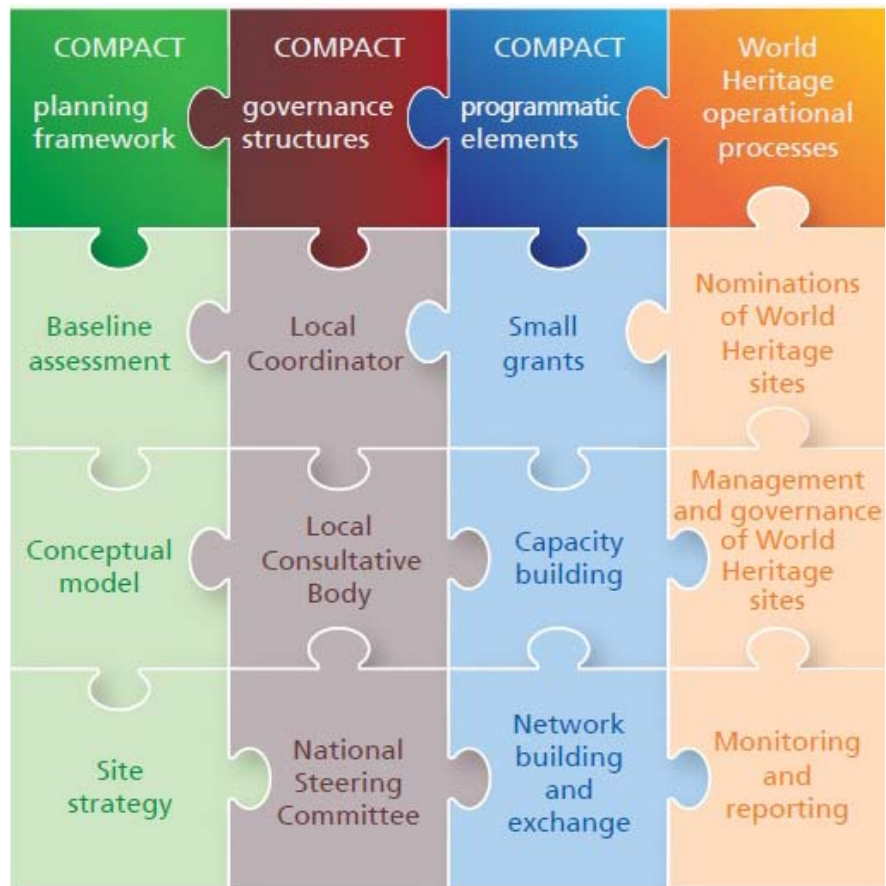 COMPACT
planning
framework
COMPACT
governance
structures
COMPACT
programmatic
elements
World
Heritage
operational
processes
Baseline
assessment
Local
Coordinator
Small
grants
Nominations
of World
Heritage
sites
Conceptual
model
Local
Consultative
Body
Capacity
building
Management
and governance
of World
Heritage
sites
Site
strategy
National
Steering
Committee
Network
building
and
exchange
Monitoring
and
reporting